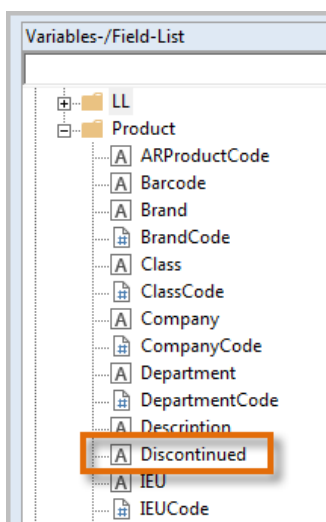 Variables-/Field-List
LL
Product
A ARProductCode
A Barcode
A Brand
# BrandCode
A Class
# ClassCode
A Company
# CompanyCode
A Department
# DepartmentCode
A Description
A Discontinued
A IEU
# IEUCode